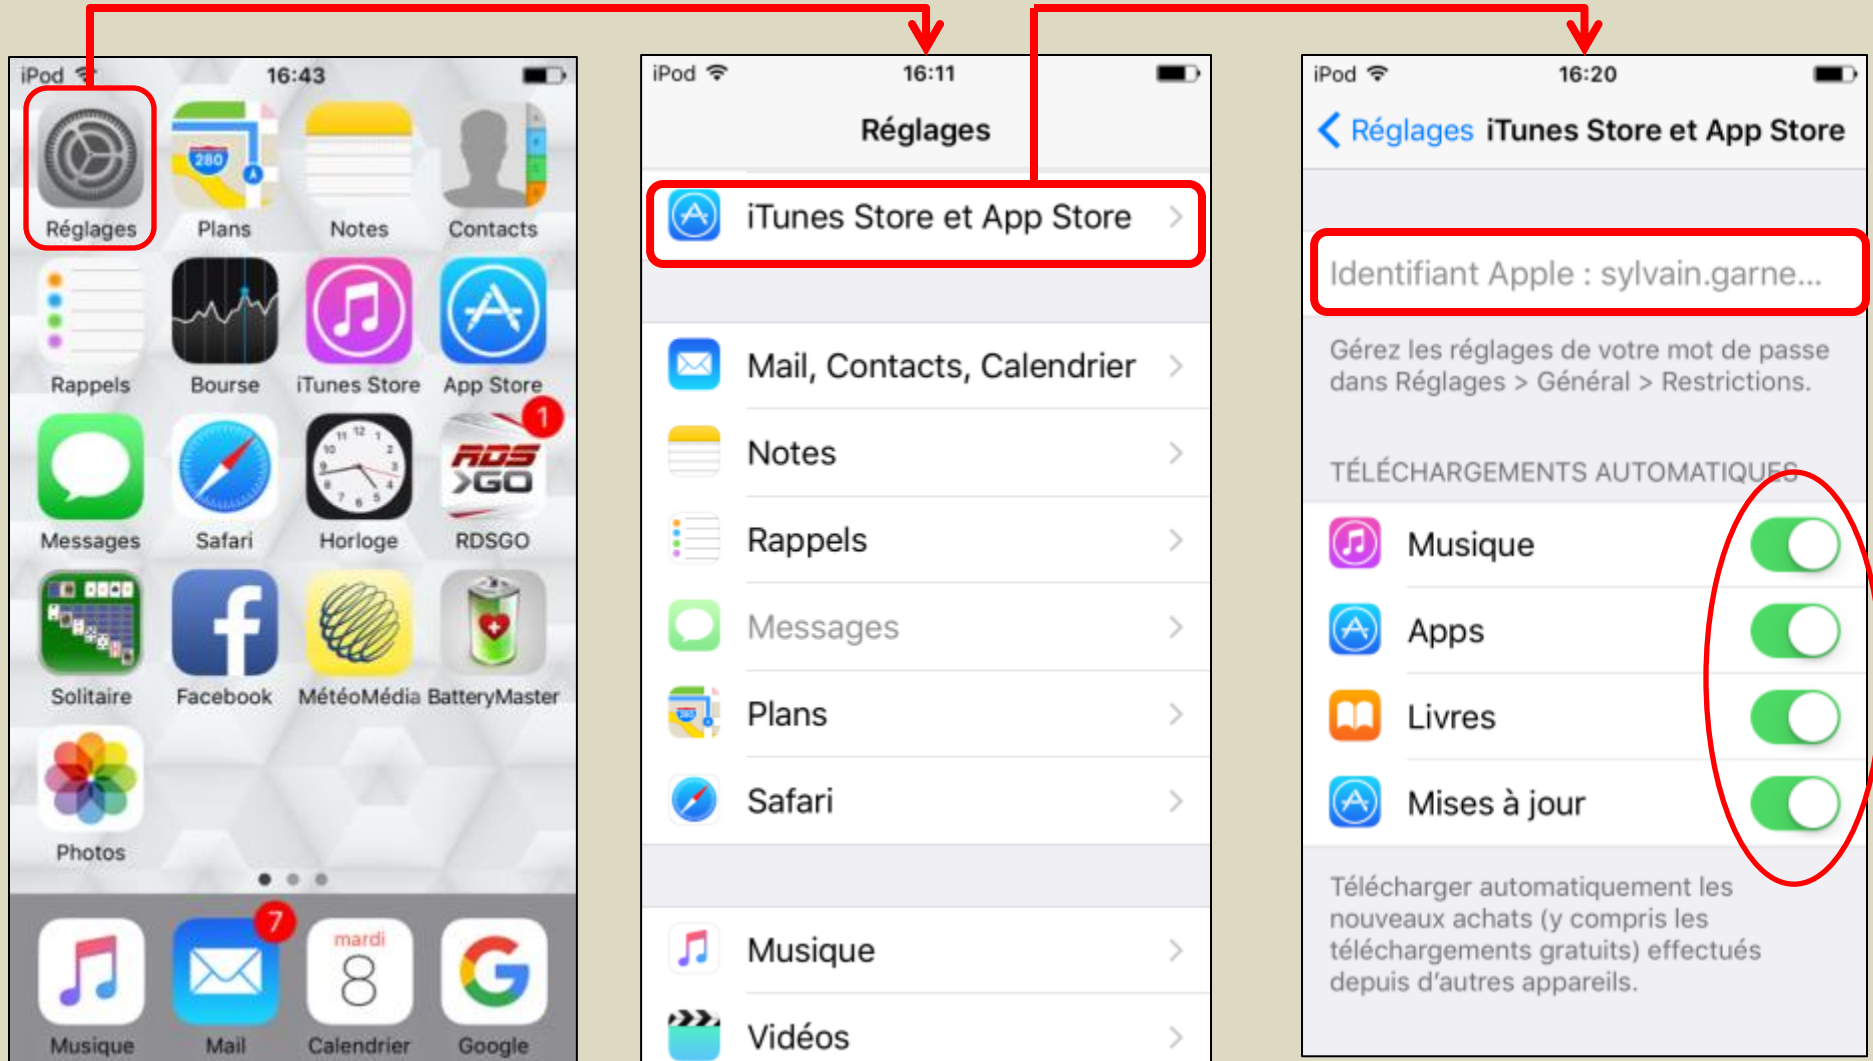 iPod 16:43
280 A
Réglages Plans Notes Contacts
Rappels Bourse iTunes Store App Store
1
RDS
>GO
Messages Safari Horloge RDSGO
f
Solitaire Facebook MétéoMédia BatteryMaster
Photos
7
mardi
8
G
Musique Mail Calendrier Google
iPod 16:11
Réglages
iTunes Store et App Store
Mail, Contacts, Calendrier
Notes
Rappels
Messages
Plans
Safari
Musique
Vidéos
iPod 16:20
Réglages iTunes Store et App Store
Identifiant Apple : sylvain.garne...
Gérez les réglages de votre mot de passe
dans Réglages > Général > Restrictions.
TÉLÉCHARGEMENTS AUTOMATIQUES
Musique
Apps
Livres
Mises à jour
Télécharger automatiquement les
nouveaux achats (y compris les
téléchargements gratuits) effectués
depuis d'autres appareils.